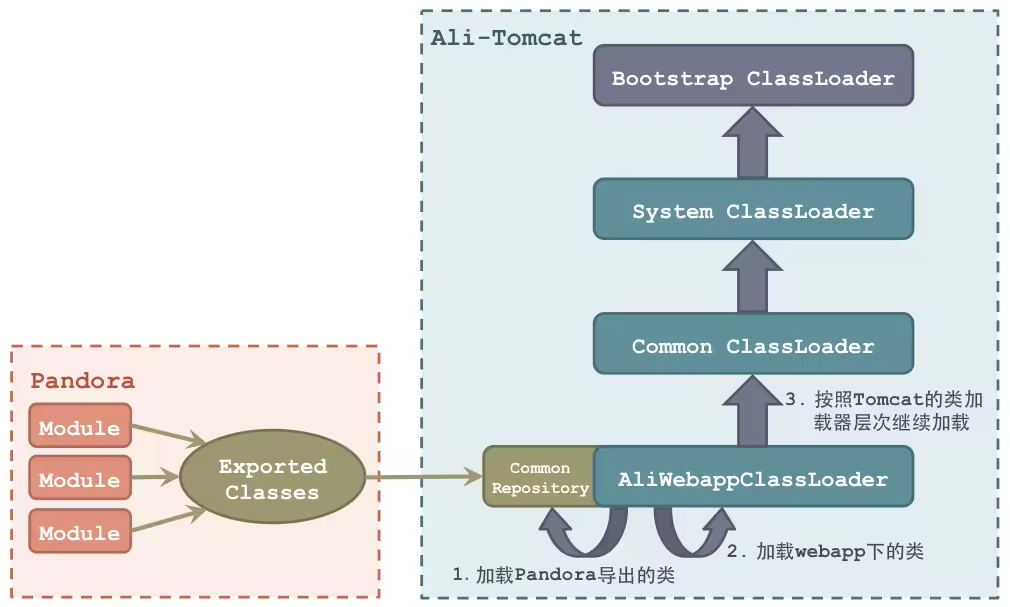 Ali-Tomcat
Bootstrap ClassLoader
System ClassLoader
Common ClassLoader
3. 按照Tomcat的类加
载器层次继续加载
Pandora
Module
Module
Module
Exported
Classes
Common
Repository
AliWebappClassLoader
2. 加载webapp下的类
1. 加载Pandora导出的类